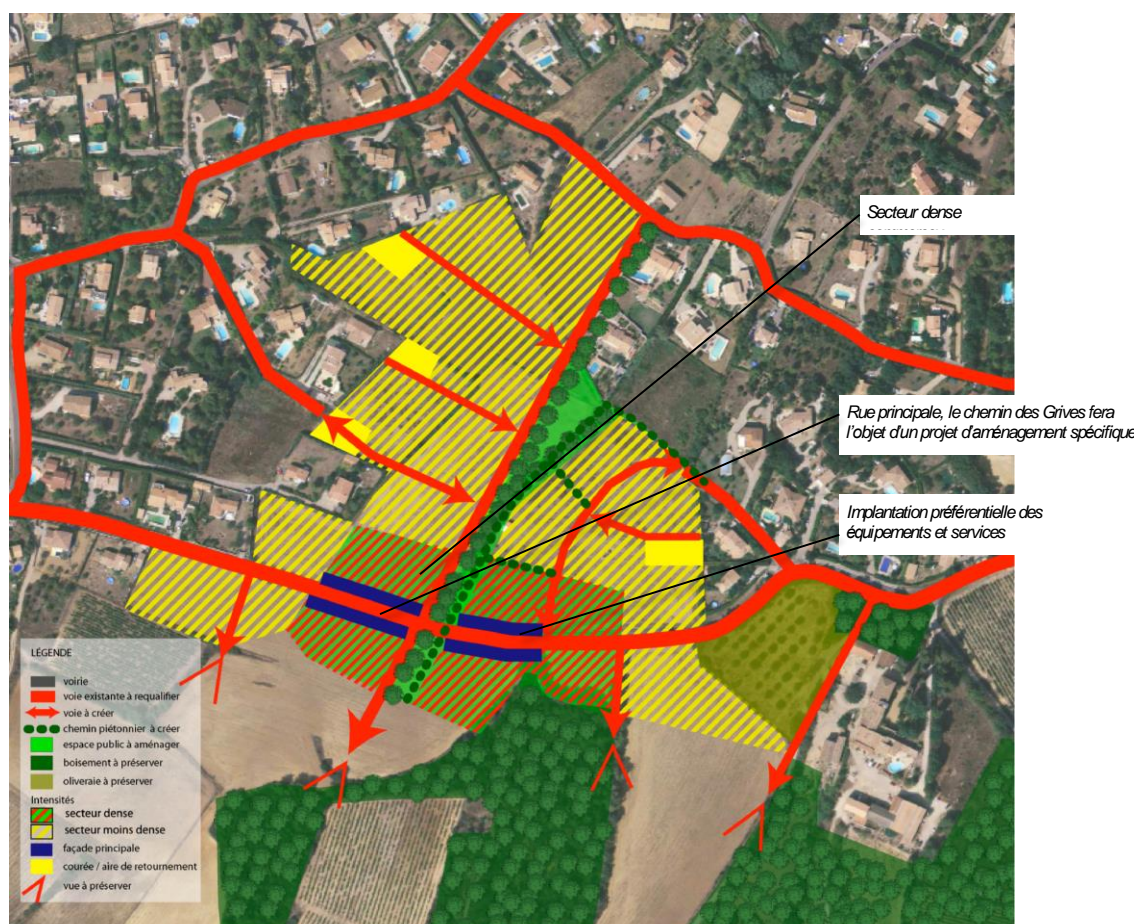 Secteur dense
Rue principale, le chemin des Grives fera
l'objet d'un projet d'aménagement spécifique
Implantation préférentielle des
équipements et services
LÉGENDE
voirie
voie existante à requalifier
voie à créer
chemin piétonnier à créer
espace public à aménager
boisement à préserver
oliveraie à préserver
Intensités
secteur dense
secteur moins dense
façade principale
courée / aire de retournement
vue à préserver